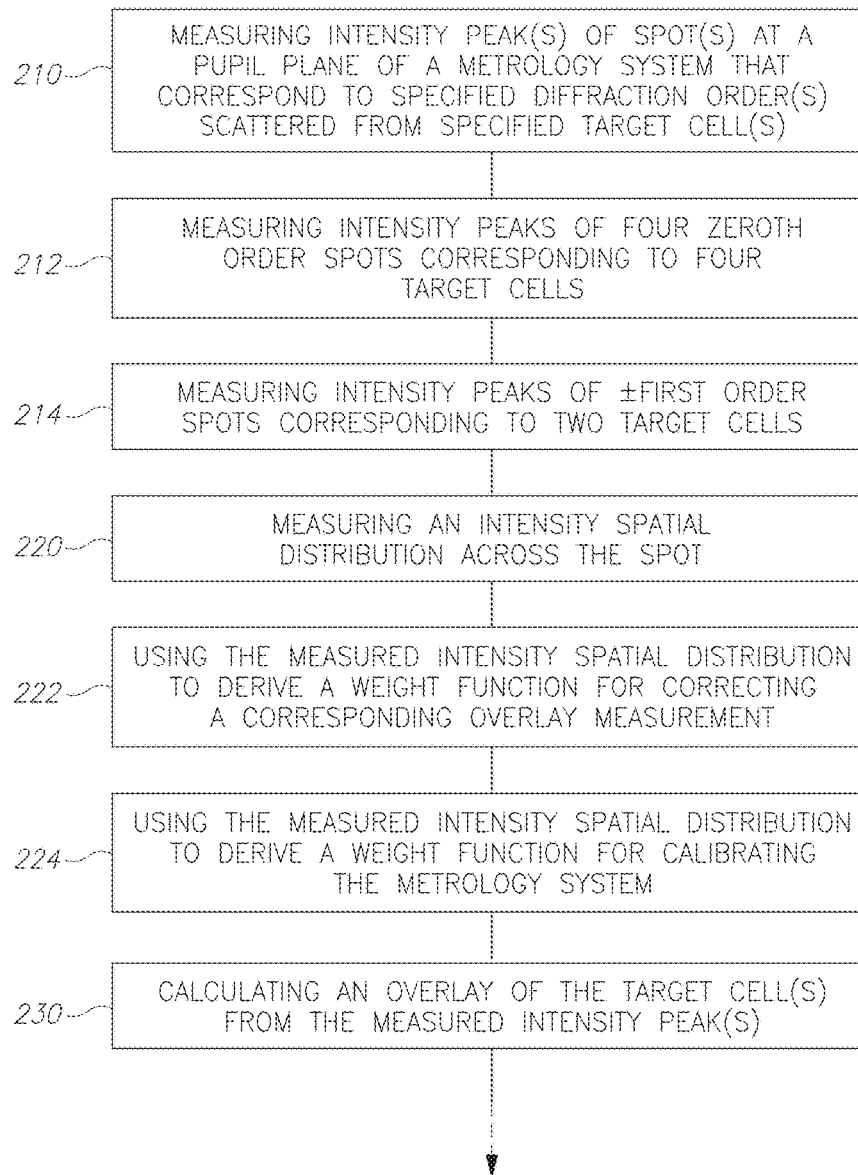 MEASURING INTENSITY PEAK(S) OF SPOT(S) AT A
PUPIL PLANE OF A METROLOGY SYSTEM THAT
210
CORRESPOND TO SPECIFIED DIFFRACTION ORDER(S)
SCATTERED FROM SPECIFIED TARGET CELL(S)
MEASURING INTENSITY PEAKS OF FOUR ZEROTH
212
ORDER SPOTS CORRESPONDING TO FOUR
TARGET CELLS
214
MEASURING INTENSITY PEAKS OF ±FIRST ORDER
SPOTS CORRESPONDING TO TWO TARGET CELLS
220
MEASURING AN INTENSITY SPATIAL
DISTRIBUTION ACROSS THE SPOT
USING THE MEASURED INTENSITY SPATIAL DISTRIBUTION
222
TO DERIVE A WEIGHT FUNCTION FOR CORRECTING
A CORRESPONDING OVERLAY MEASUREMENT
USING THE MEASURED INTENSITY SPATIAL DISTRIBUTION
224
TO DERIVE A WEIGHT FUNCTION FOR CALIBRATING
THE METROLOGY SYSTEM
230
CALCULATING AN OVERLAY OF THE TARGET CELL(S)
FROM THE MEASURED INTENSITY PEAK(S)